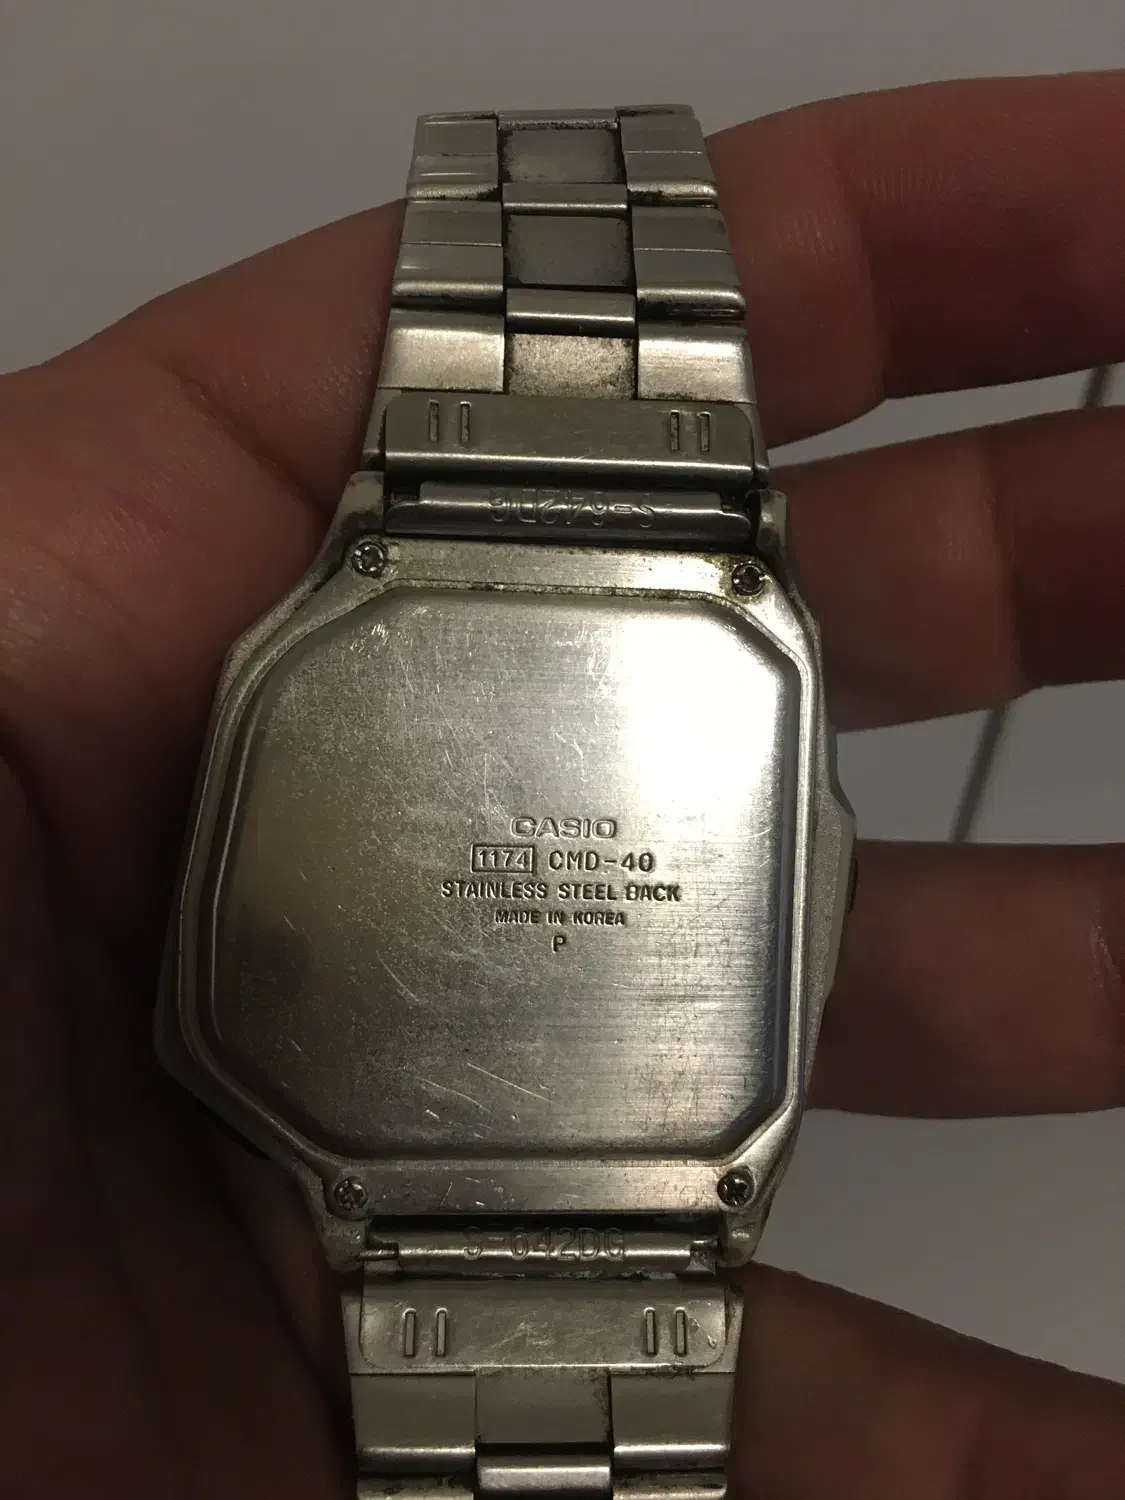 S-642DG
CASIO
1174 CMD-40
STAINLESS STEEL BACK
MADE IN KOREA
P
S-642DG